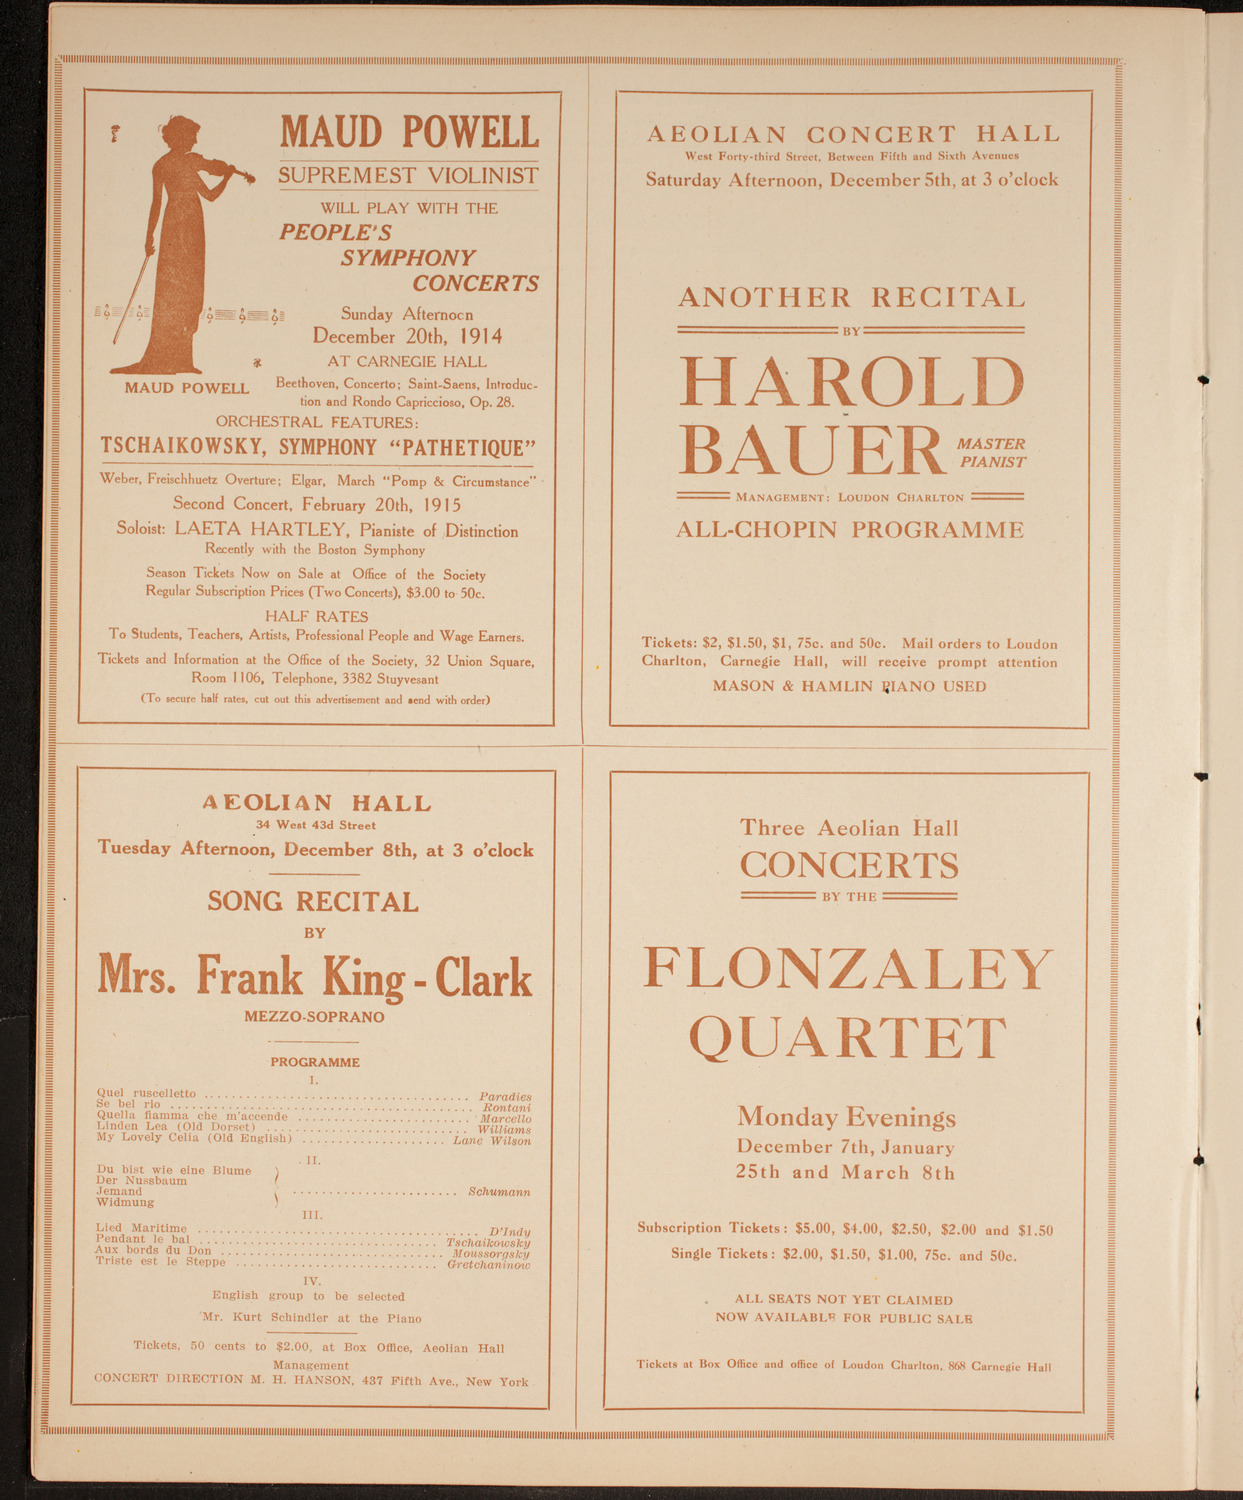 MAUD POWELL
SUPREMEST VIOLINIST
WILL PLAY WITH THE
PEOPLE'S
SYMPHONY
CONCERTS
Sunday Afternocn
December 20th, 1914
AT CARNEGIE HALL
MAUD POWELL
Beethoven, Concerto; Saint-Saens, Introduc-
tion and Rondo Capriccioso, Op. 28.
ORCHESTRAL FEATURES:
TSCHAIKOWSKY, SYMPHONY "PATHETIQUE"
Weber, Freischhuetz Overture; Elgar, March "Pomp & Circumstance"
Second Concert, February 20th, 1915
Soloist: LAETA HARTLEY, Pianiste of Distinction
Recently with the Boston Symphony
Season Tickets Now on Sale at Office of the Society
Regular Subscription Prices (Two Concerts), $3.00 to 50c.
HALF RATES
To Students, Teachers, Artists, Professional People and Wage Earners.
Tickets and Information at the Office of the Society, 32 Union Square,
Room 1106, Telephone, 3382 Stuyvesant
(To secure half rates, cut out this advertisement and send with order)
AEOLIAN CONCERT HALL
West Forty-third Street, Between Fifth and Sixth Avenues
Saturday Afternoon, December 5th, at 3 o'clock
ANOTHER RECITAL
BY
HAROLD
BAUER MASTER
PIANIST
MANAGEMENT: LOUDON CHARLTON
ALL-CHOPIN PROGRAMME
Tickets: $2, $1.50, $1, 75c. and 50c. Mail orders to Loudon
Charlton, Carnegie Hall, will receive prompt attention
MASON & HAMLIN PIANO USED
AEOLIAN HALL
34 West 43d Street
Tuesday Afternoon, December 8th, at 3 o'clock
SONG RECITAL
BY
Mrs. Frank King-Clark
MEZZO-SOPRANO
PROGRAMME
I.
Quel ruscelletto ........ Paradies
Se bel rio ........ Rontani
Quella fiamma che m'accende ........ Marcello
Linden Lea (Old Dorset) ........ Williams
My Lovely Celia (Old English) ........ Lane Wilson
II.
Du bist wie eine Blume
Der Nussbaum
Jemand ........ Schumann
Widmung
III.
Lied Maritime ........ D'Indy
Pendant le bal ........ Tschaikowsky
Aux bords du Don ........ Moussorgsky
Triste est le Steppe ........ Gretchaninow
IV.
English group to be selected
Mr. Kurt Schindler at the Piano
Tickets, 50 cents to $2.00, at Box Office, Aeolian Hall
Management
CONCERT DIRECTION M. H. HANSON, 437 Fifth Ave., New York
Three Aeolian Hall
CONCERTS
BY THE
FLONZALEY
QUARTET
Monday Evenings
December 7th, January
25th and March 8th
Subscription Tickets: $5.00, $4.00, $2.50, $2.00 and $1.50
Single Tickets: $2.00, $1.50, $1.00, 75c. and 50c.
ALL SEATS NOT YET CLAIMED
NOW AVAILABLE FOR PUBLIC SALE
Tickets at Box Office and office of Loudon Charlton, 868 Carnegie Hall